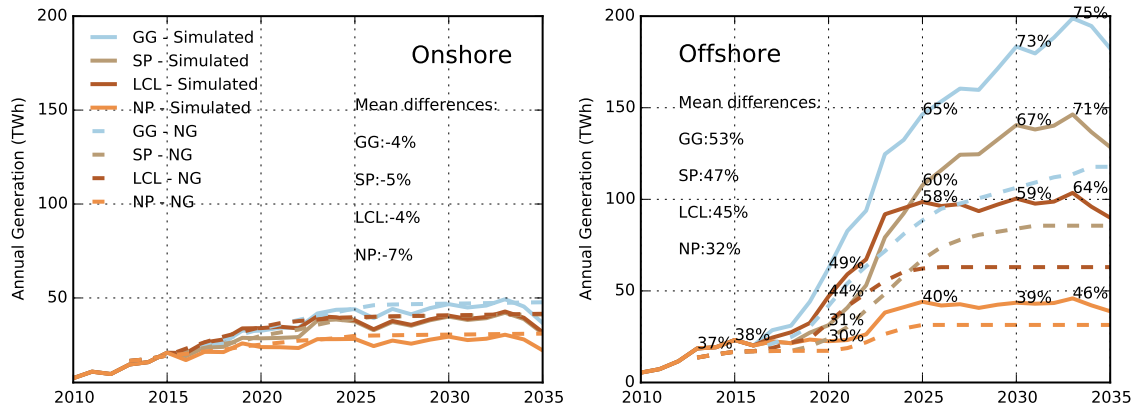 200
150
100
50
Annual Generation (TWh)
2010
2015
2020
2025
2030
2035
GG - Simulated
SP - Simulated
LCL - Simulated
NP - Simulated
GG - NG
SP - NG
LCL - NG
NP - NG
Onshore
Mean differences:
GG:-4%
SP:-5%
LCL:-4%
NP:-7%
200
150
100
50
0
Annual Generation (TWh)
2010
2015
2020
2025
2030
2035
Offshore
Mean differences:
GG:53%
SP:47%
LCL:45%
NP:32%
75%
73%
65%
71%
67%
60%
58%
59%
64%
49%
44%
31%
30%
37%
38%
40%
39%
46%